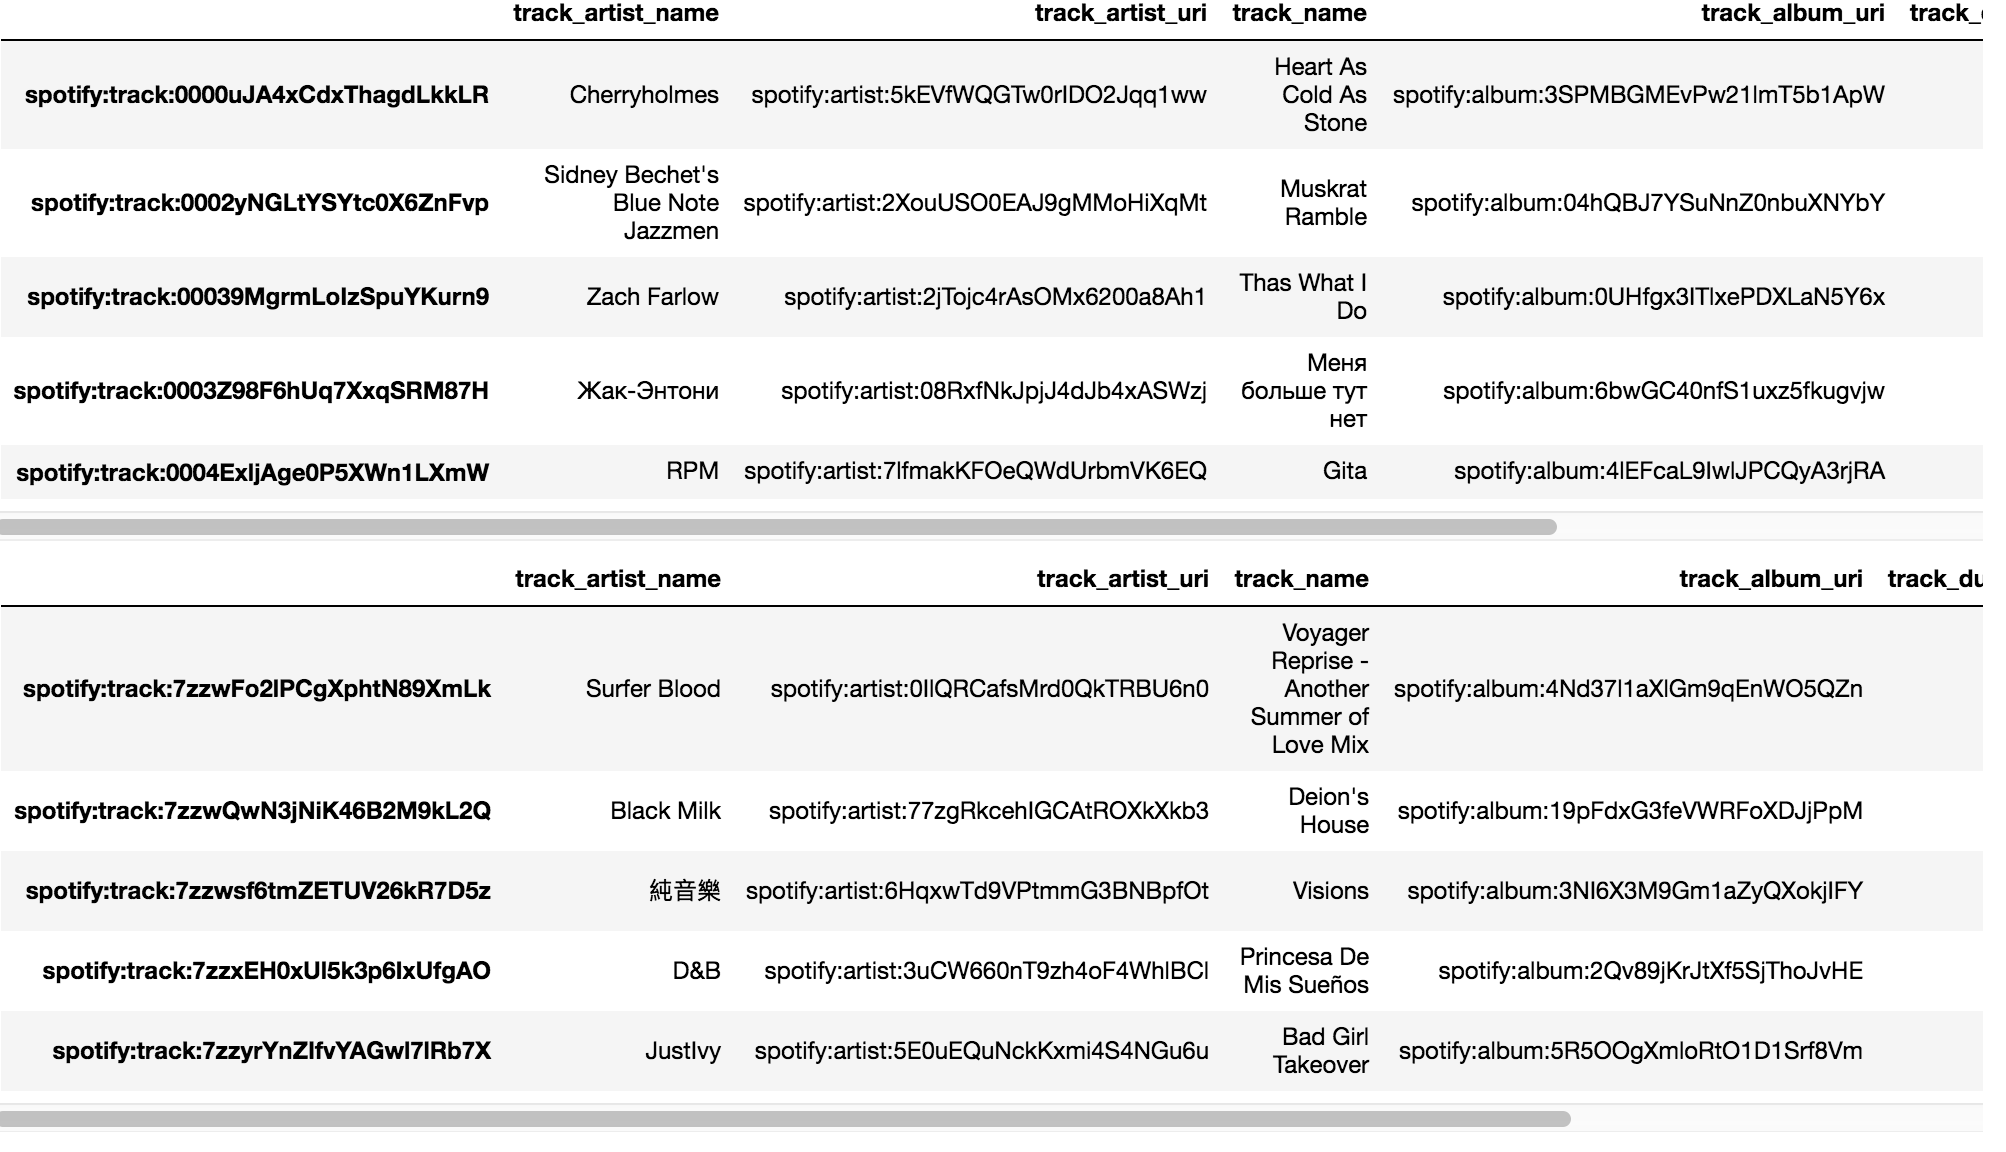 track_artist_name track_artist_uri track_name track_album_uri track_
Heart As
spotify:track:0000uJA4xCdxThagdLkkLR Cherryholmes spotify:artist:5kEVfWQGTw0rIDO2Jqq1ww Cold As spotify:album:3SPMBGMEvPw21lmT5b1ApW
Stone
Sidney Bechet's
spotify:track:0002yNGLtYSYtc0X6ZnFvp Blue Note spotify:artist:2XouUSO0EAJ9gMMoHiXqMt Muskrat Ramble spotify:album:04hQBJ7YSuNnZ0nbuXNYbY
Jazzmen
spotify:track:00039MgrmLoIzSpuYKurn9 Zach Farlow spotify:artist:2jTojc4rAsOMx6200a8Ah1 Thas What I Do spotify:album:0UHfgx3ITlxePDXLaN5Y6x
Меня
spotify:track:0003Z98F6hUq7XxqSRM87H Жак-Энтони spotify:artist:08RxfNkJpjJ4dJb4xASWzj больше тут spotify:album:6bwGC40nfS1uxz5fkugvjw
нет
spotify:track:0004ExljAge0P5XWn1LXmW RPM spotify:artist:7lfmakKFOeQWdUrbmVK6EQ Gita spotify:album:4lEFcaL9IwlJPCQyA3rjRA
track_artist_name track_artist_uri track_name track_album_uri track_du
Voyager
Reprise -
spotify:track:7zzwFo2lPCgXphtN89XmLk Surfer Blood spotify:artist:0IlQRCafsMrd0QkTRBU6n0 Another spotify:album:4Nd37l1aXlGm9qEnWO5QZn
Summer of
Love Mix
spotify:track:7zzwQwN3jNiK46B2M9kL2Q Black Milk spotify:artist:77zgRkcehIGCAtROXkXkb3 Deion's House spotify:album:19pFdxG3feVWRFoXDJjPpM
spotify:track:7zzwsf6tmZETUV26kR7D5z 純音樂 spotify:artist:6HqxwTd9VPtmmG3BNBpfOt Visions spotify:album:3NI6X3M9Gm1aZyQXokjIFY
spotify:track:7zzxEH0xUl5k3p6IxUfgAO D&B spotify:artist:3uCW660nT9zh4oF4WhlBCl Princesa De Mis Sueños spotify:album:2Qv89jKrJtXf5SjThoJvHE
spotify:track:7zzyrYnZlfvYAGwl7lRb7X JustIvy spotify:artist:5E0uEQuNckKxmi4S4NGu6u Bad Girl Takeover spotify:album:5R5OOgXmloRtO1D1Srf8Vm